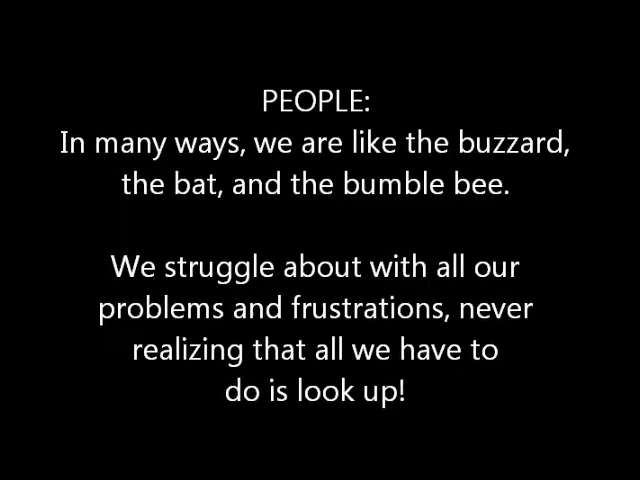 PEOPLE:
In many ways, we are like the buzzard,
the bat, and the bumble bee.
We struggle about with all our
problems and frustrations, never
realizing that all we have to
do is look up!